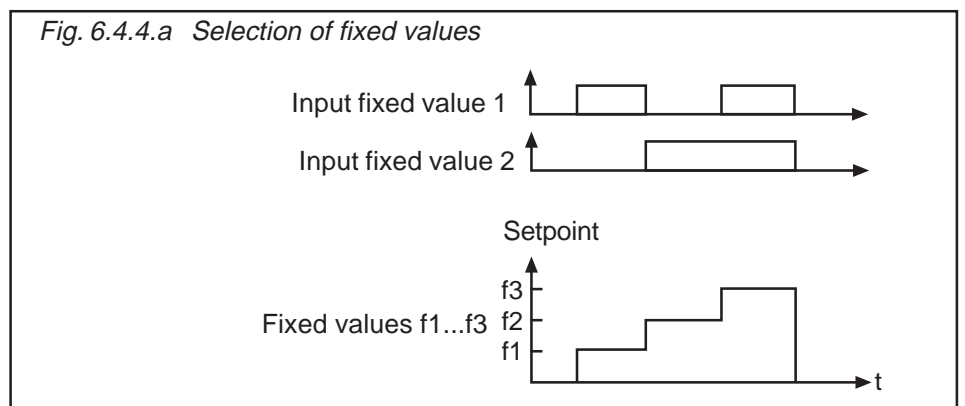 Fig. 6.4.4.a Selection of fixed values
Input fixed value 1
Input fixed value 2
Setpoint
f3
Fixed values f1...f3 f2
f1
t